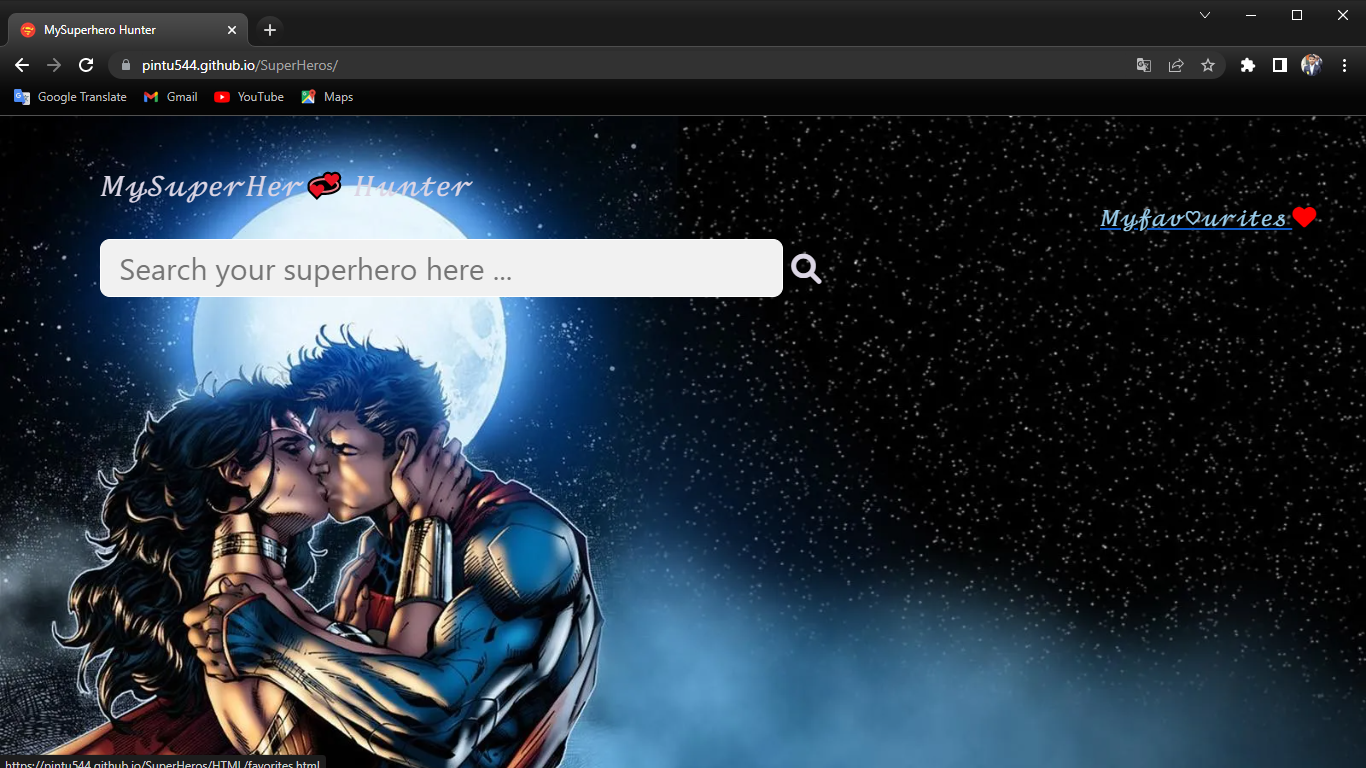 MySuperhero Hunter
pintu544.github.io/SuperHeros/
Google Translate Gmail YouTube Maps
MySuperHer💞 Hunter
Myfav♡urites❤
Search your superhero here ...
https://pintu544.github.io/SuperHeros/HTML/favorites.html